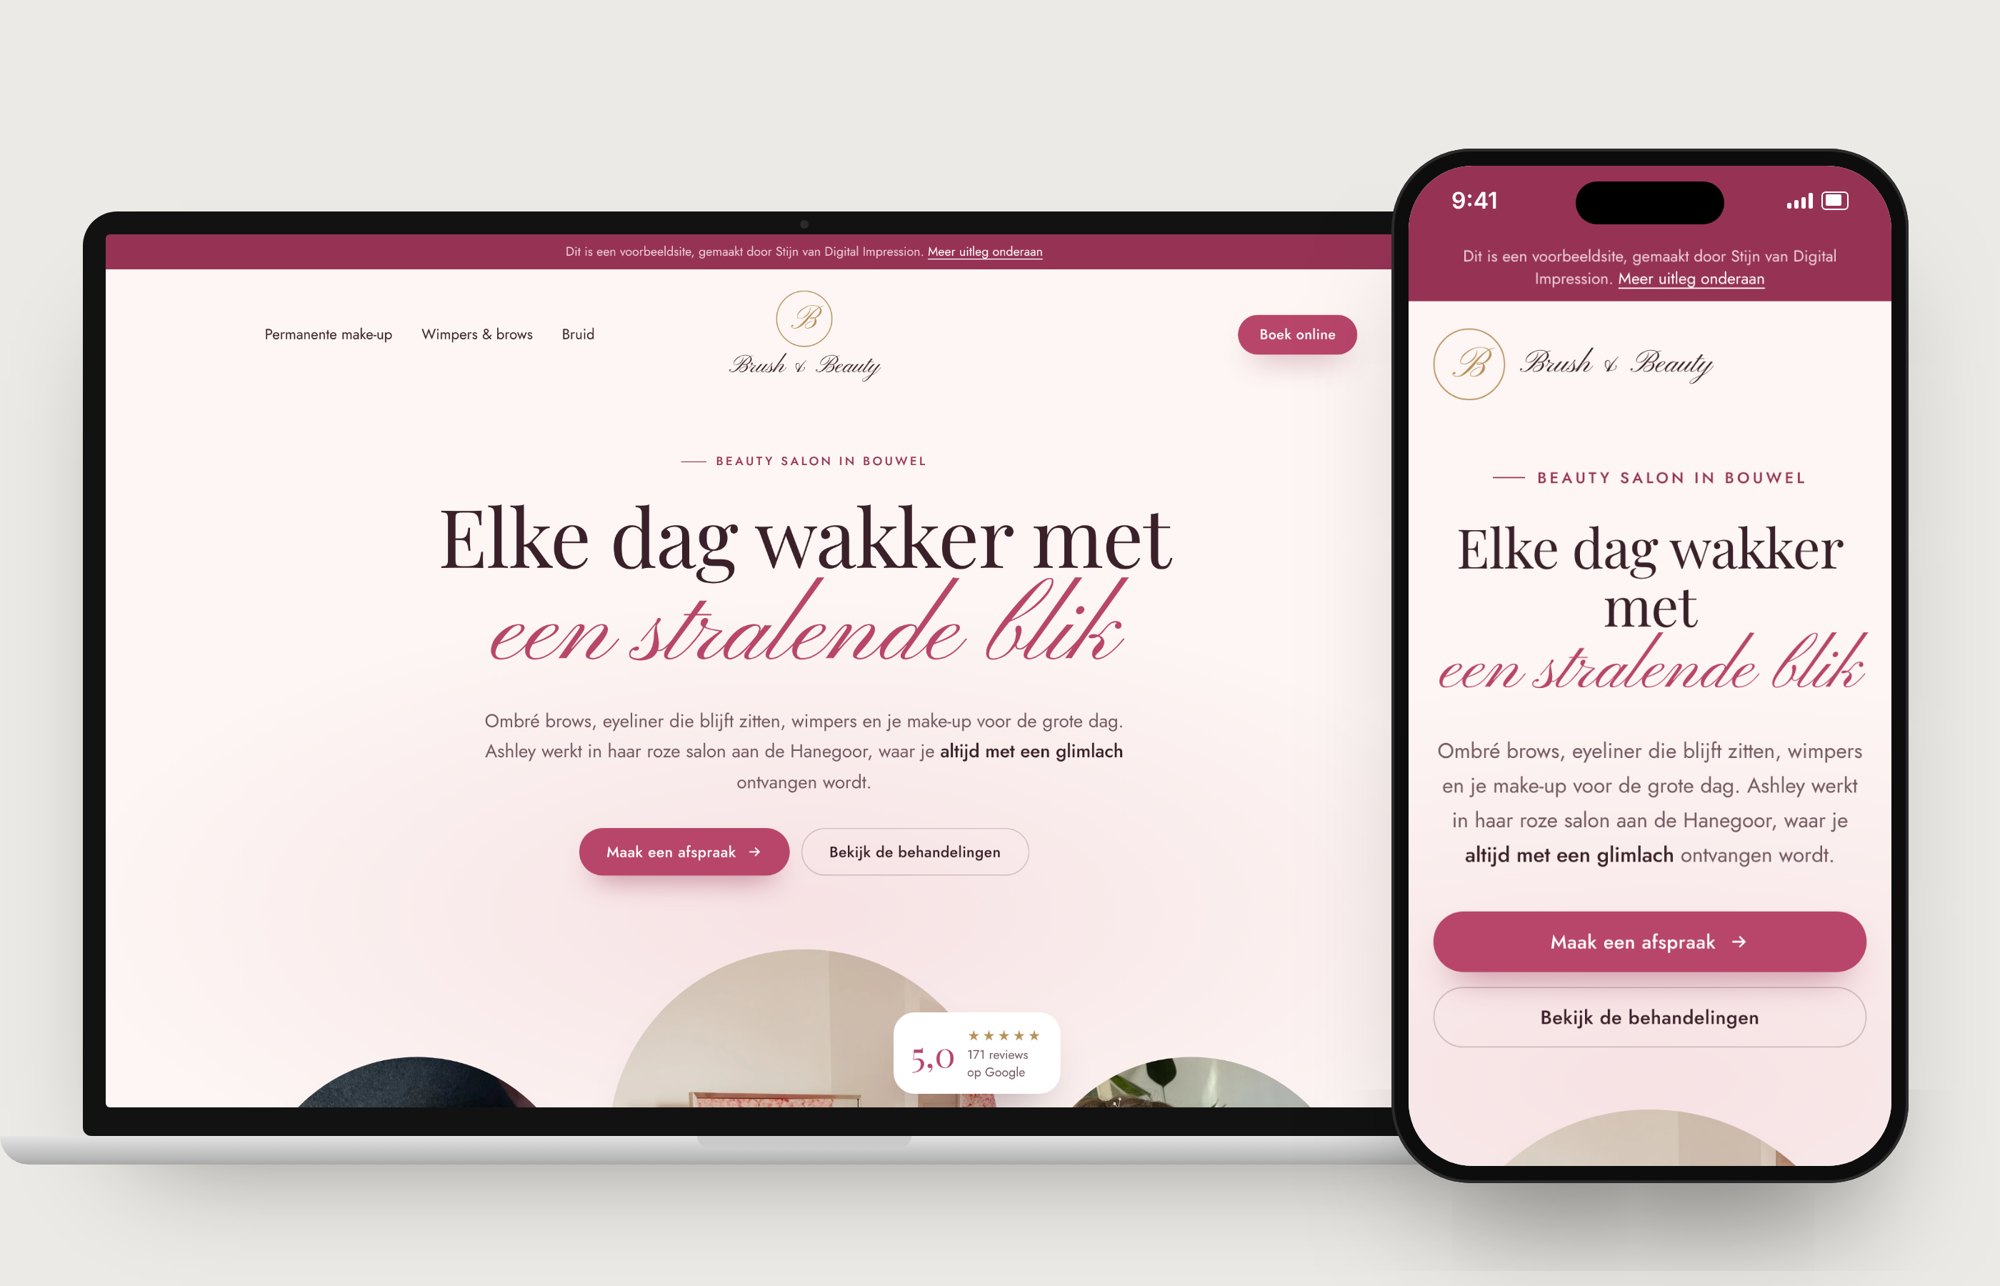 Dit is een voorbeeldsite, gemaakt door Stijn van Digital Impression. Meer uitleg onderaan
Permanente make-up Wimpers & brows Bruid
B
Brush & Beauty
Boek online
BEAUTY SALON IN BOUWEL
Elke dag wakker met
een stralende blik
Ombré brows, eyeliner die blijft zitten, wimpers en je make-up voor de grote dag.
Ashley werkt in haar roze salon aan de Hanegoor, waar je altijd met een glimlach
ontvangen wordt.
Maak een afspraak →
Bekijk de behandelingen
5,0
★★★★★
171 reviews
op Google
9:41
Dit is een voorbeeldsite, gemaakt door Stijn van Digital
Impression. Meer uitleg onderaan
B
Brush & Beauty
BEAUTY SALON IN BOUWEL
Elke dag wakker
met
een stralende blik
Ombré brows, eyeliner die blijft zitten, wimpers
en je make-up voor de grote dag. Ashley werkt
in haar roze salon aan de Hanegoor, waar je
altijd met een glimlach ontvangen wordt.
Maak een afspraak →
Bekijk de behandelingen